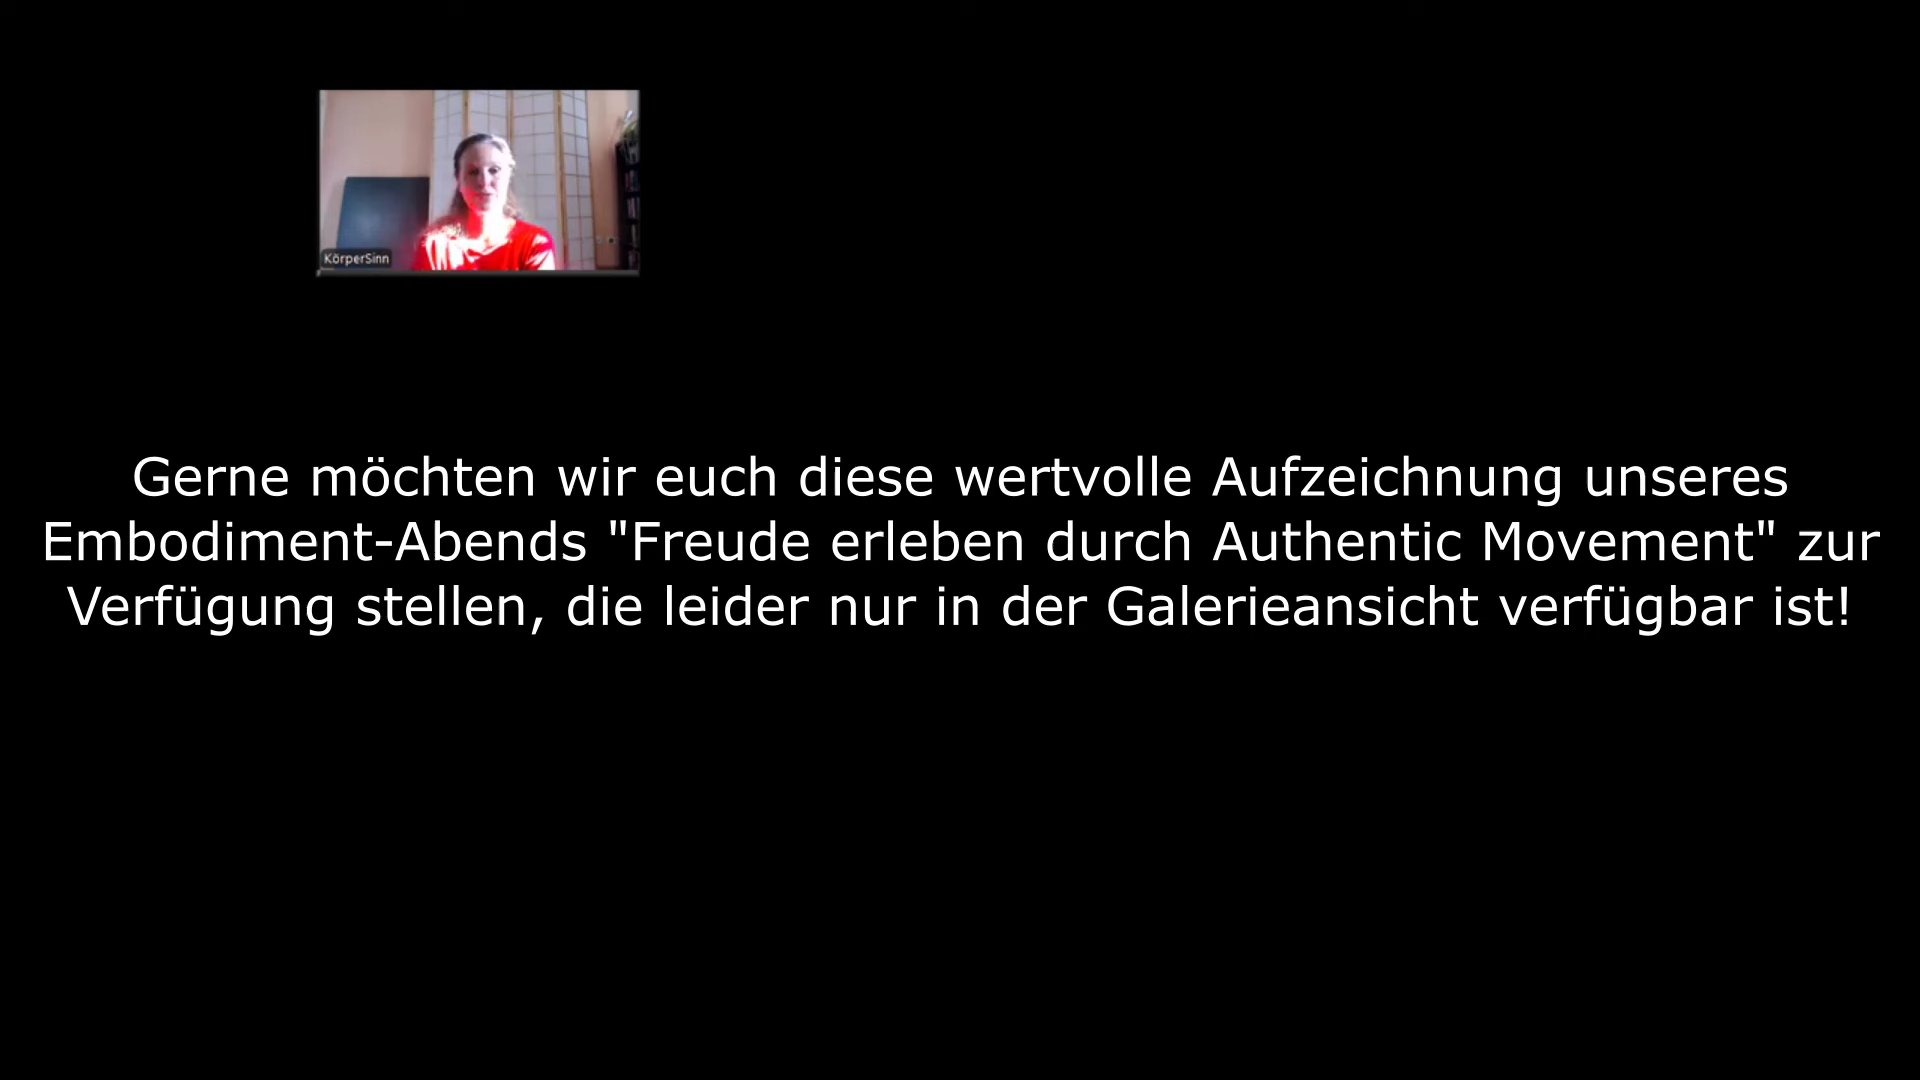 KörperSinn
Gerne möchten wir euch diese wertvolle Aufzeichnung unseres
Embodiment-Abends "Freude erleben durch Authentic Movement" zur
Verfügung stellen, die leider nur in der Galerieansicht verfügbar ist!